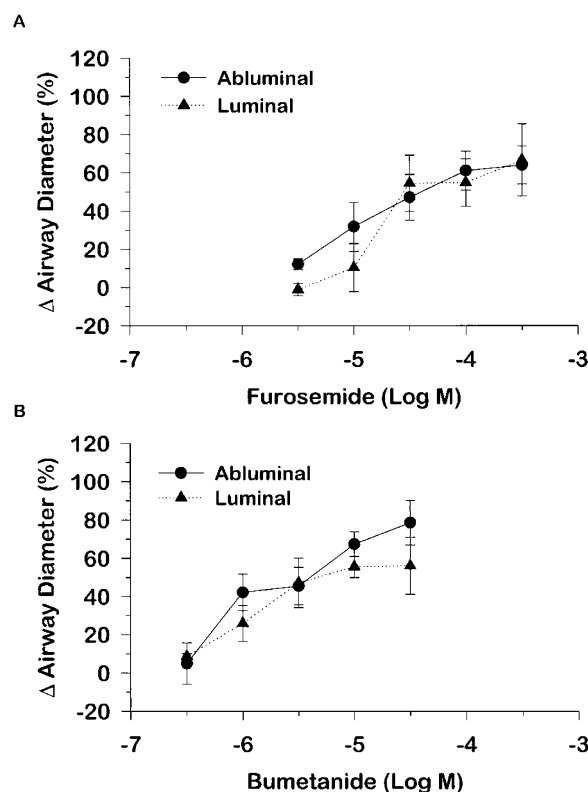 A
Δ Airway Diameter (%)
120
100
80
60
40
20
0
-20
Abluminal
Luminal
-7 -6 -5 -4 -3
Furosemide (Log M)
B
Δ Airway Diameter (%)
120
100
80
60
40
20
0
-20
Abluminal
Luminal
-7 -6 -5 -4 -3
Bumetanide (Log M)